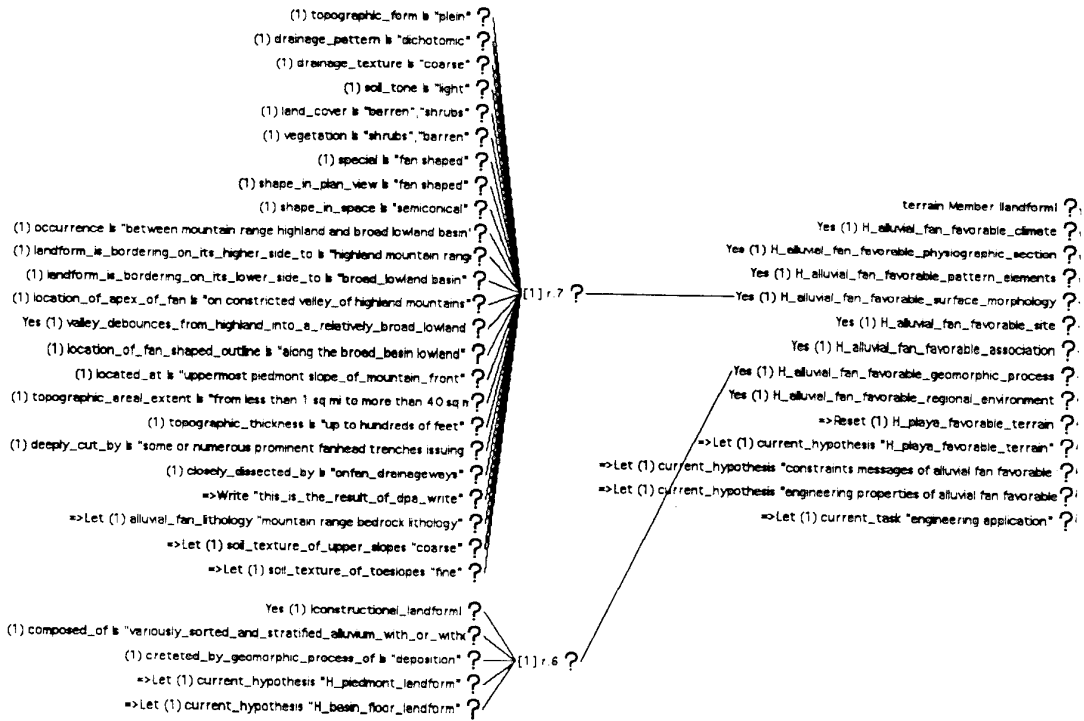 (1) topographic_form is "plein" ?
(1) drainage_pattern is "dichotomic" ?
(1) drainage_texture is "coarse" ?
(1) soil_tone is "light" ?
(1) land_cover is "barren","shrubs" ?
(1) vegetation is "shrubs","barren" ?
(1) special is "fan shaped" ?
(1) shape_in_plan_view is "fan shaped" ?
(1) shape_in_space is "semiconical" ?
(1) occurrence is "between mountain range highland and broad lowland basin" ?
(1) landform_is_bordering_on_its_higher_side_to is "highland mountain rang ?
(1) landform_is_bordering_on_its_lower_side_to is "broad_lowland basin" ?
(1) location_of_apex_of_fan is "on constricted valley_of highland mountains" ?
Yes (1) valley_debounces_from_highland_into_a_relatively_broad_lowland ?
(1) location_of_fan_shaped_outline is "along the broad_basin lowland" ?
(1) located_at is "uppermost piedmont slope_of_mountain_front" ?
(1) topographic_areal_extent is "from less than 1 sq mi to more than 40 sq m ?
(1) topographic_thickness is "up to hundreds of feet" ?
(1) deeply_cut_by is "some or numerous prominent fanhead trenches issuing ?
(1) closely_dissected_by is "onfan_drainageways" ?
=>Write "this_is_the_result_of_dpa_write" ?
=>Let (1) alluvial_fan_lithology "mountain range bedrock lithology" ?
=>Let (1) soil_texture_of_upper_slopes "coarse" ?
=>Let (1) soil_texture_of_toeslopes "fine" ?
[1] r.7 ?
Yes (1) |constructional_landform| ?
(1) composed_of is "variously_sorted_and_stratified_alluvium_with_or_witho ?
(1) creteted_by_geomorphic_process_of is "deposition" ?
=>Let (1) current_hypothesis "H_piedmont_landform" ?
=>Let (1) current_hypothesis "H_basin_floor_landform" ?
[1] r.6 ?
terrain Member |landform| ?
Yes (1) H_alluvial_fan_favorable_climate ?
Yes (1) H_alluvial_fan_favorable_physiographic_section ?
Yes (1) H_alluvial_fan_favorable_pattern_elements ?
Yes (1) H_alluvial_fan_favorable_surface_morphology ?
Yes (1) H_alluvial_fan_favorable_site ?
Yes (1) H_alluvial_fan_favorable_association ?
Yes (1) H_alluvial_fan_favorable_geomorphic_process ?
Yes (1) H_alluvial_fan_favorable_regional_environment ?
=>Reset (1) H_playa_favorable_terrain ?
=>Let (1) current_hypothesis "H_playa_favorable_terrain" ?
=>Let (1) current_hypothesis "constraints messages of alluvial fan favorable ?
=>Let (1) current_hypothesis "engineering properties of alluvial fan favorable ?
=>Let (1) current_task "engineering application" ?